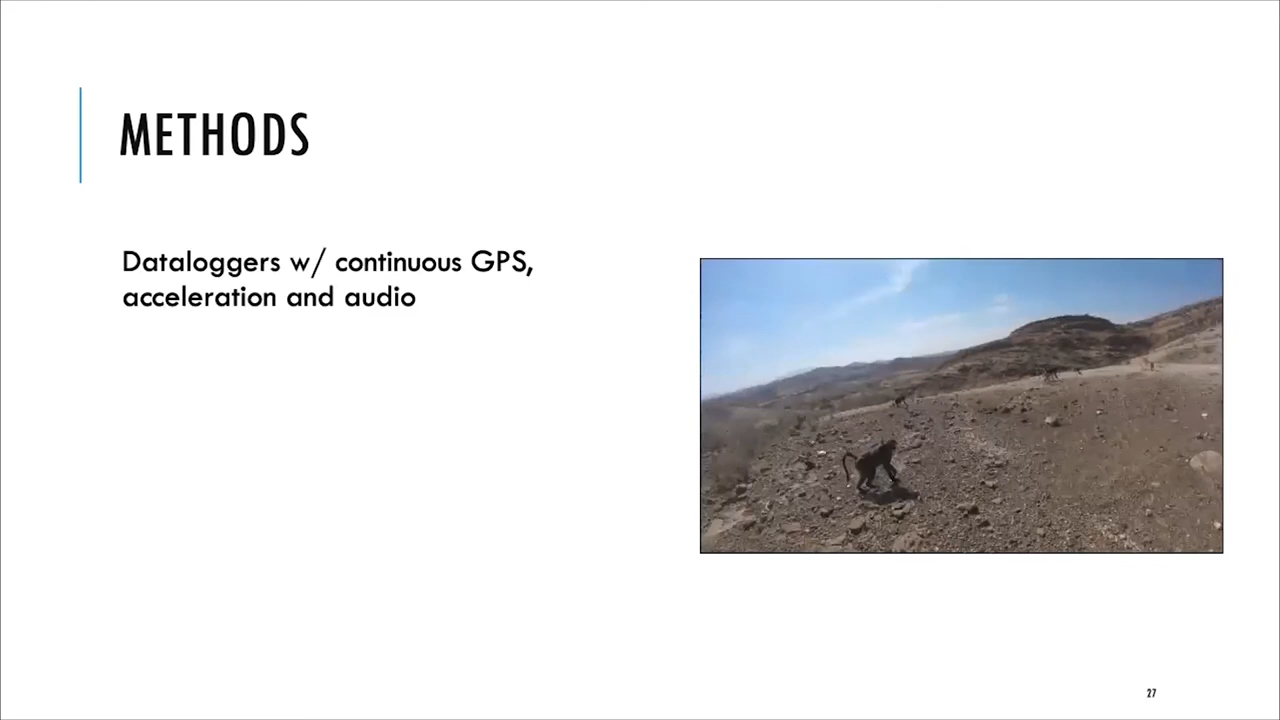 METHODS
Dataloggers w/ continuous GPS,
acceleration and audio
27